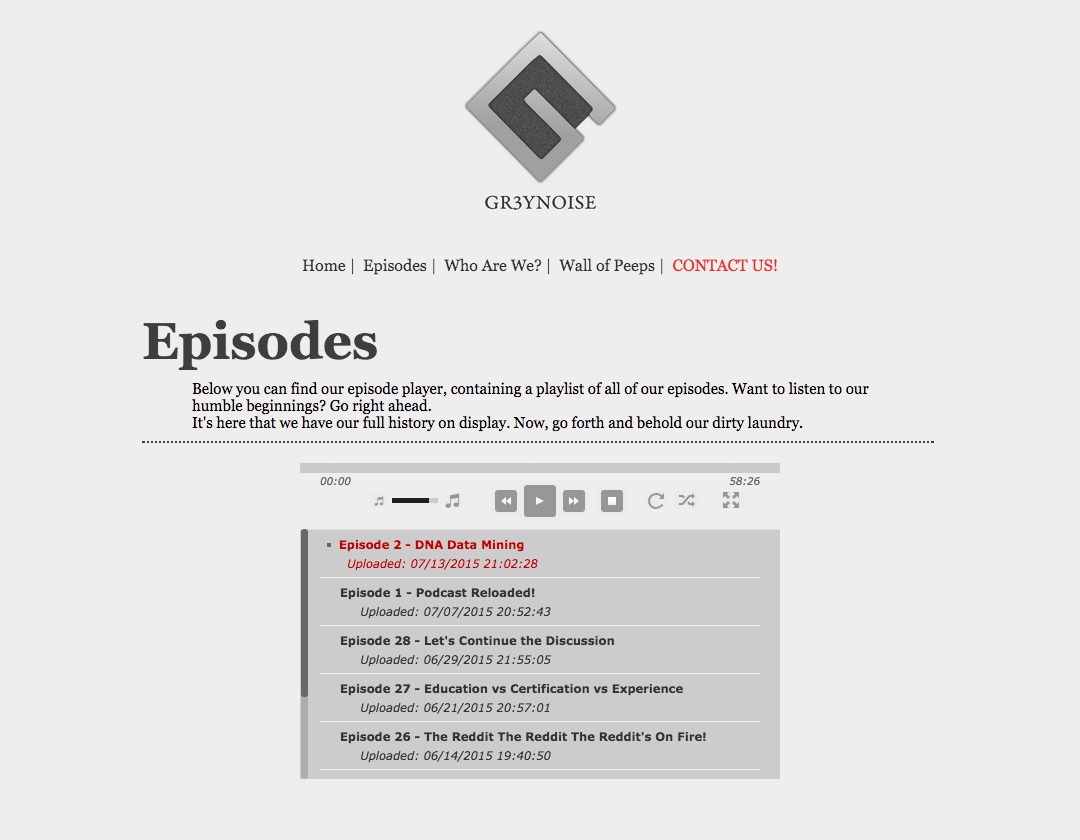 GR3YNOISE
Home | Episodes | Who Are We? | Wall of Peeps | CONTACT US!
Episodes
Below you can find our episode player, containing a playlist of all of our episodes. Want to listen to our
humble beginnings? Go right ahead.
It's here that we have our full history on display. Now, go forth and behold our dirty laundry.
00:00 58:26
Episode 2 - DNA Data Mining
Uploaded: 07/13/2015 21:02:28
Episode 1 - Podcast Reloaded!
Uploaded: 07/07/2015 20:52:43
Episode 28 - Let's Continue the Discussion
Uploaded: 06/29/2015 21:55:05
Episode 27 - Education vs Certification vs Experience
Uploaded: 06/21/2015 20:57:01
Episode 26 - The Reddit The Reddit The Reddit's On Fire!
Uploaded: 06/14/2015 19:40:50